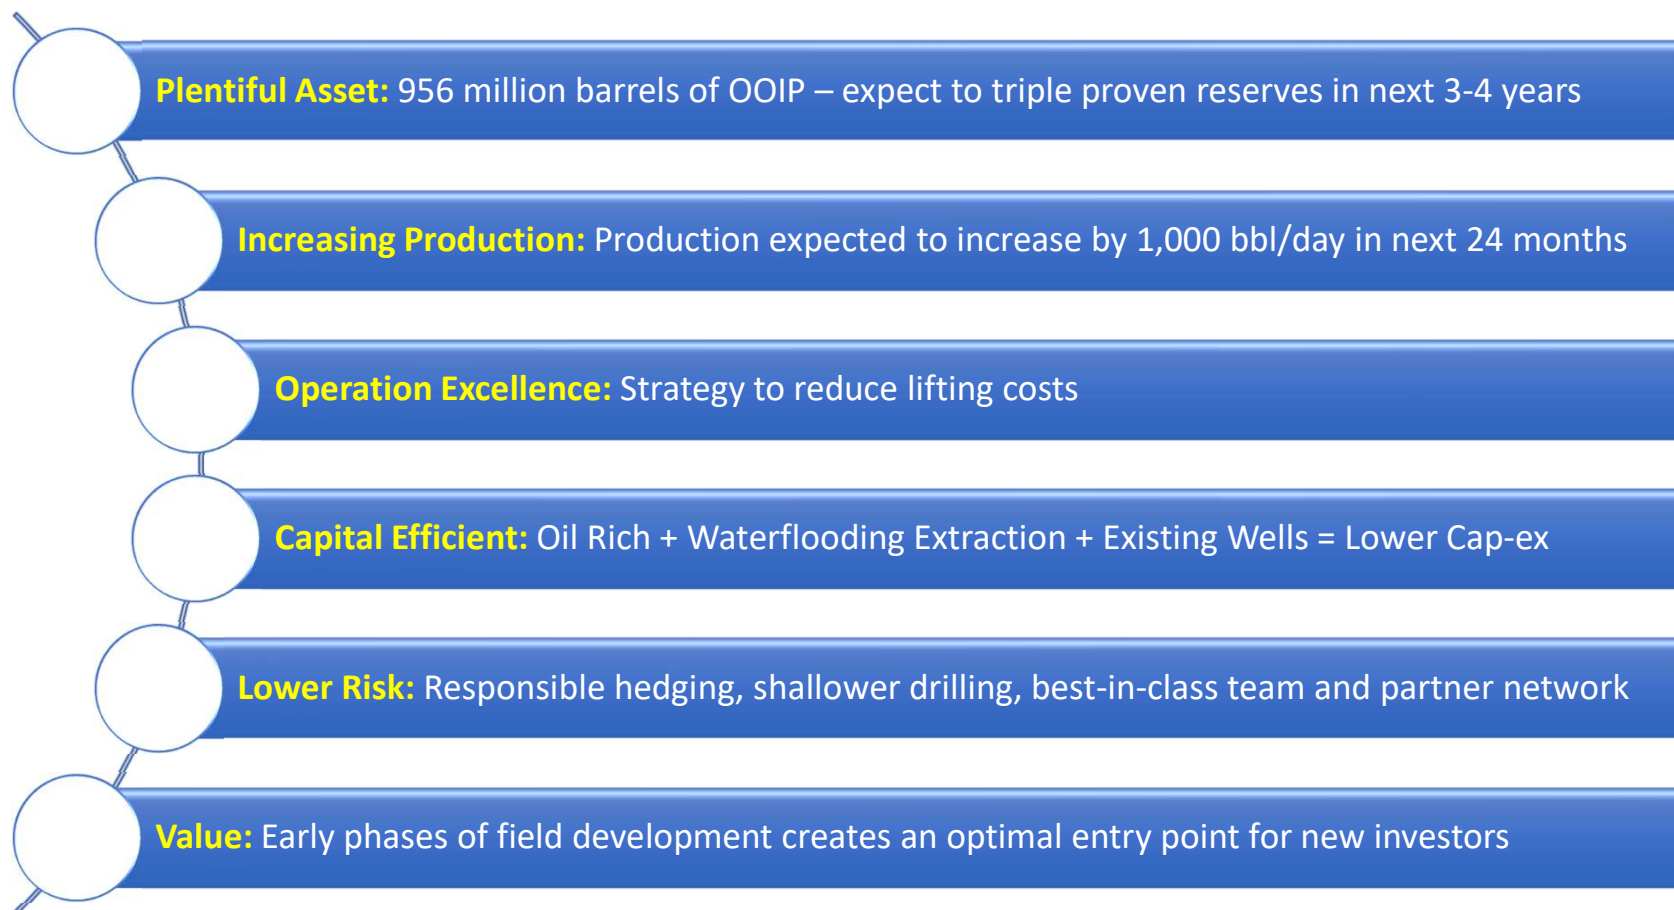 Plentiful Asset: 956 million barrels of OOIP – expect to triple proven reserves in next 3-4 years
Increasing Production: Production expected to increase by 1,000 bbl/day in next 24 months
Operation Excellence: Strategy to reduce lifting costs
Capital Efficient: Oil Rich + Waterflooding Extraction + Existing Wells = Lower Cap-ex
Lower Risk: Responsible hedging, shallower drilling, best-in-class team and partner network
Value: Early phases of field development creates an optimal entry point for new investors